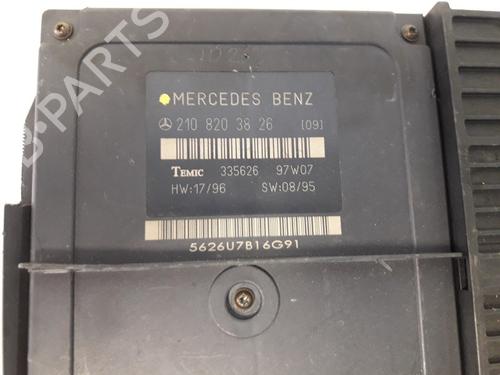 MERCEDES BENZ
210 820 38 26 [09]
TEMIC 335626 97W07
HW:17/96 SW:08/95
5626U7B16G91
B-PARTS